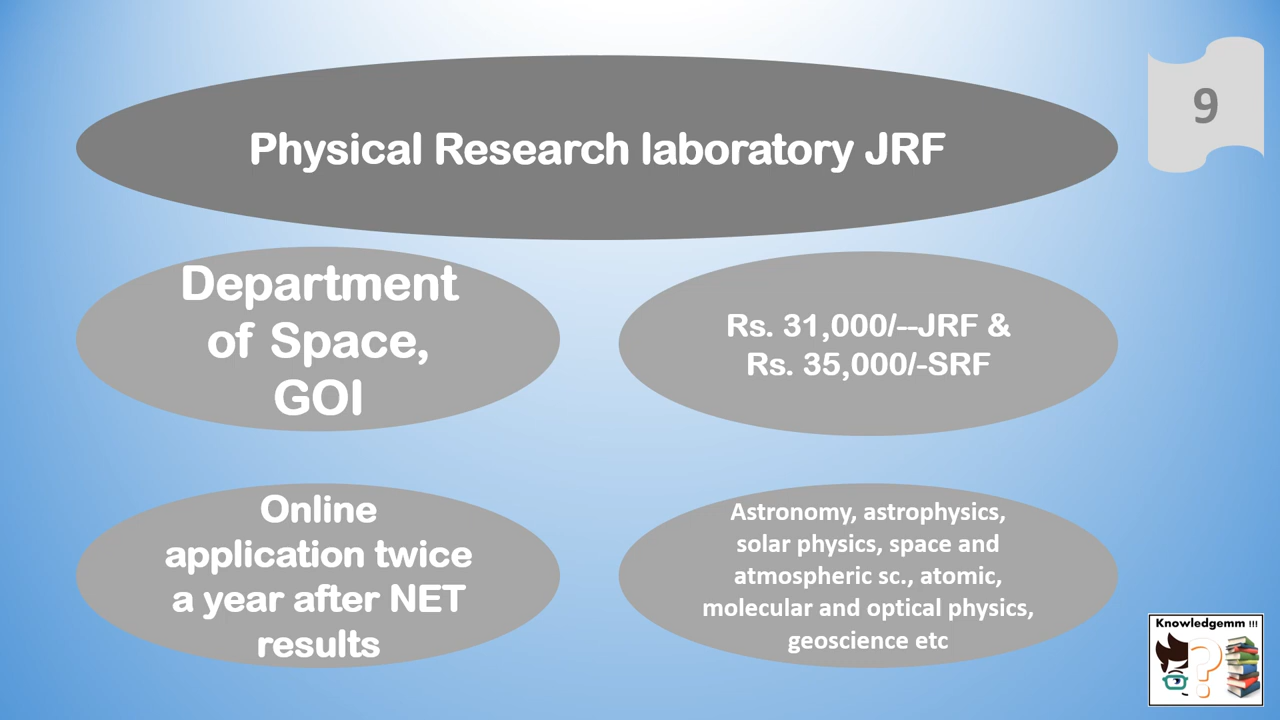 Physical Research laboratory JRF
9
Department
of Space,
GOI
Rs. 31,000/--JRF &
Rs. 35,000/-SRF
Online
application twice
a year after NET
results
Astronomy, astrophysics,
solar physics, space and
atmospheric sc., atomic,
molecular and optical physics,
geoscience etc
Knowledgemm !!!
?